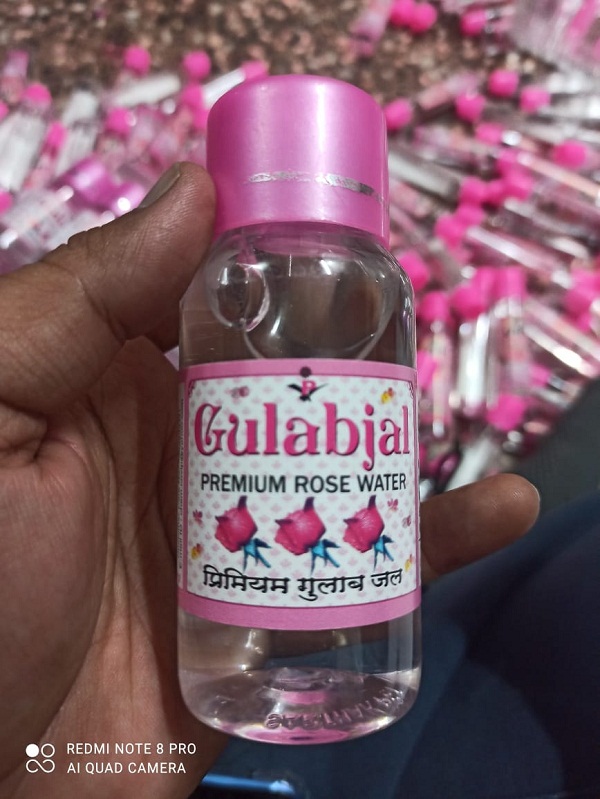 P
Gulabjal
PREMIUM ROSE WATER
प्रिमियम गुलाब जल
REDMI NOTE 8 PRO
AI QUAD CAMERA